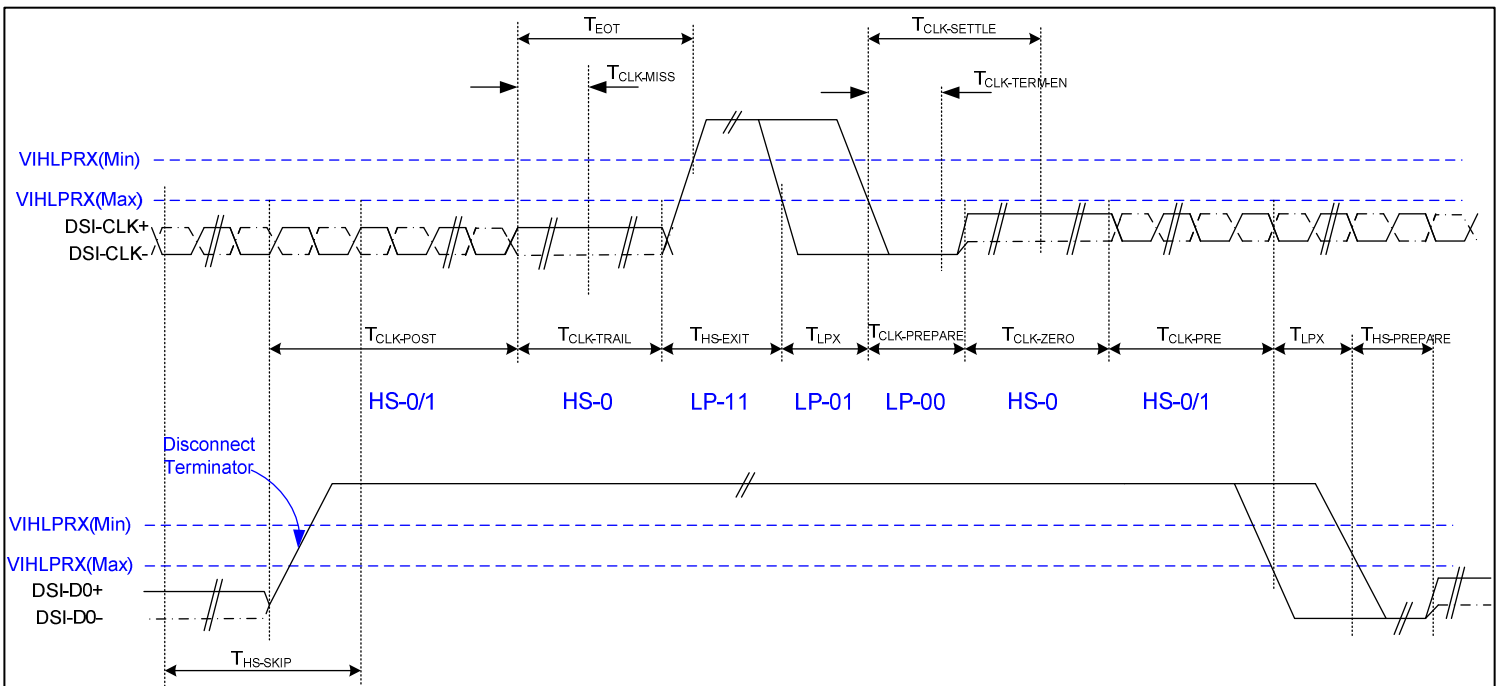 TEOT
TCLK-SETTLE
TCLK-MISS
TCLK-TERM-EN
VIHLPRX(Min)
VIHLPRX(Max)
DSI-CLK+
DSI-CLK-
TCLK-POST
TCLK-TRAIL
THS-EXIT
TLPX
TCLK-PREPARE
TCLK-ZERO
TCLK-PRE
TLPX
THS-PREPARE
HS-0/1
HS-0
LP-11
LP-01
LP-00
HS-0
HS-0/1
Disconnect
Terminator
VIHLPRX(Min)
VIHLPRX(Max)
DSI-D0+
DSI-D0-
THS-SKIP